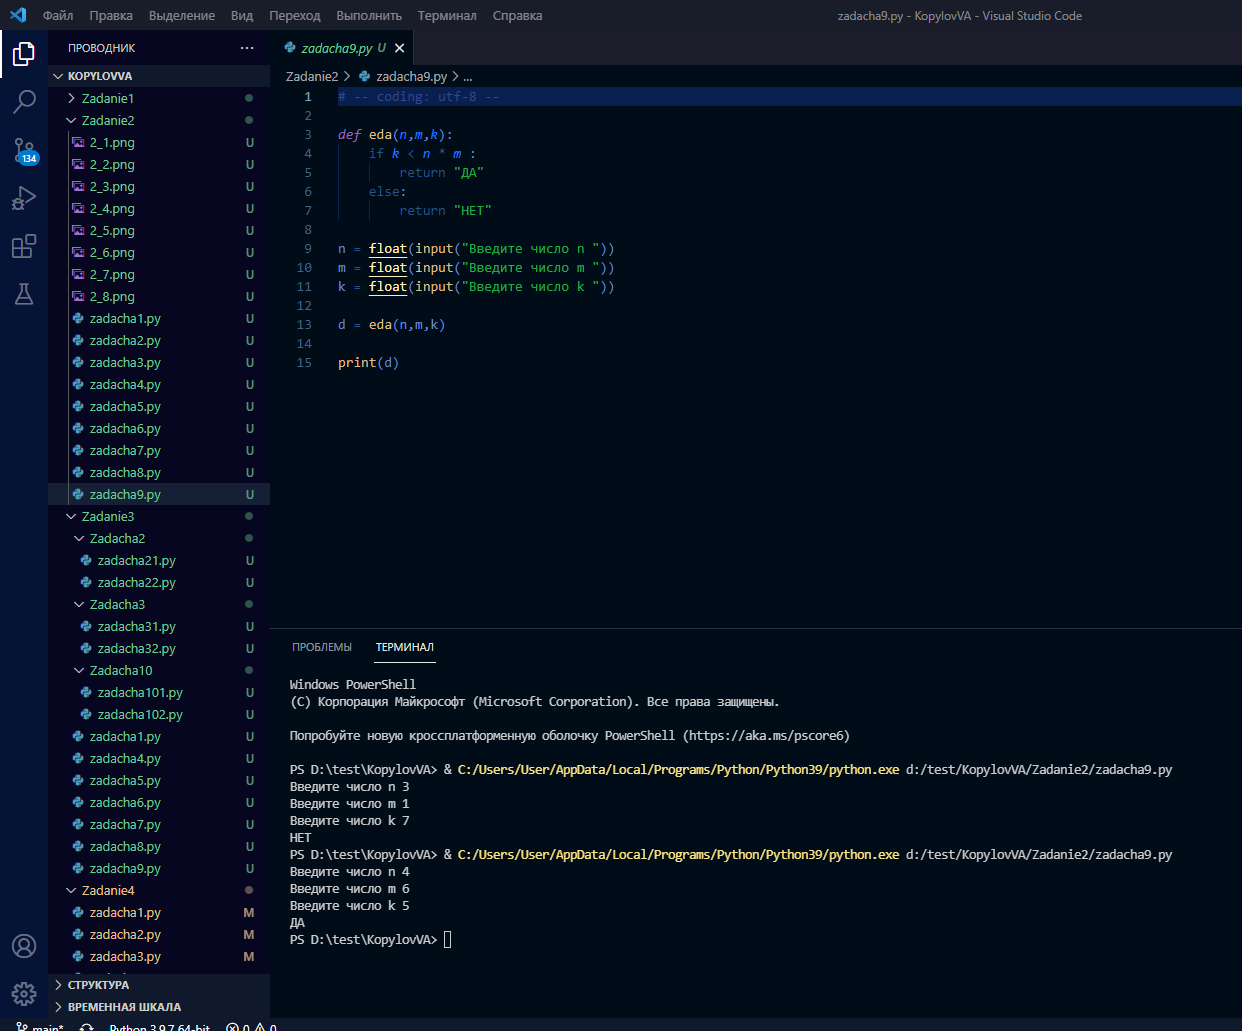 Файл Правка Выделение Вид Переход Выполнить Терминал Справка zadacha9.py - KopylovVA - Visual Studio Code
ПРОВОДНИК ...
KOPYLOVVA
Zadanie1
Zadanie2
2_1.png U
2_2.png U
2_3.png U
2_4.png U
2_5.png U
2_6.png U
2_7.png U
2_8.png U
zadacha1.py U
zadacha2.py U
zadacha3.py U
zadacha4.py U
zadacha5.py U
zadacha6.py U
zadacha7.py U
zadacha8.py U
zadacha9.py U
Zadanie3
Zadacha2
zadacha21.py U
zadacha22.py U
Zadacha3
zadacha31.py U
zadacha32.py U
Zadacha10
zadacha101.py U
zadacha102.py U
zadacha1.py U
zadacha4.py U
zadacha5.py U
zadacha6.py U
zadacha7.py U
zadacha8.py U
zadacha9.py U
Zadanie4
zadacha1.py M
zadacha2.py M
zadacha3.py M
СТРУКТУРА
ВРЕМЕННАЯ ШКАЛА
134
zadacha9.py U
Zadanie2 > zadacha9.py > ...
1 # -- coding: utf-8 --
2
3 def eda(n,m,k):
4 if k < n * m :
5 return "ДА"
6 else:
7 return "НЕТ"
8
9 n = float(input("Введите число n "))
10 m = float(input("Введите число m "))
11 k = float(input("Введите число k "))
12
13 d = eda(n,m,k)
14
15 print(d)
ПРОБЛЕМЫ ТЕРМИНАЛ
Windows PowerShell
(C) Корпорация Майкрософт (Microsoft Corporation). Все права защищены.
Попробуйте новую кроссплатформенную оболочку PowerShell (https://aka.ms/pscore6)
PS D:\test\KopylovVA> & C:/Users/User/AppData/Local/Programs/Python/Python39/python.exe d:/test/KopylovVA/Zadanie2/zadacha9.py
Введите число n 3
Введите число m 1
Введите число k 7
НЕТ
PS D:\test\KopylovVA> & C:/Users/User/AppData/Local/Programs/Python/Python39/python.exe d:/test/KopylovVA/Zadanie2/zadacha9.py
Введите число n 4
Введите число m 6
Введите число k 5
ДА
PS D:\test\KopylovVA>
main* Python 3.9.7 64-bit 0 0